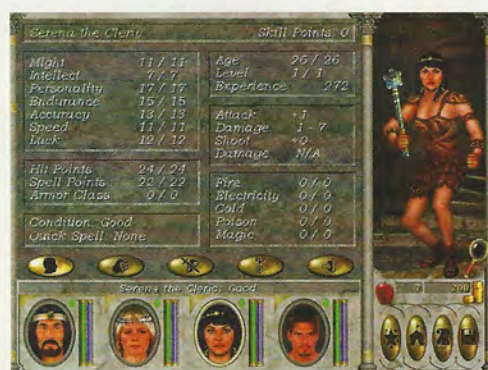 Serena the Cleric Skill Points: 0
Might 11 / 11
Intellect 7 / 7
Personality 17 / 17
Endurance 15 / 15
Accuracy 13 / 13
Speed 11 / 11
Luck 12 / 12
Hit Points 24 / 24
Spell Points 22 / 22
Armor Class 0 / 0
Condition: Good
Quick Spell: None
Age 26 / 26
Level 1 / 1
Experience 272
Attack +1
Damage 1 - 7
Shoot +0
Damage N/A
Fire 0 / 0
Electricity 0 / 0
Cold 0 / 0
Poison 0 / 0
Magic 0 / 0
Serena the Cleric: Good
7 200